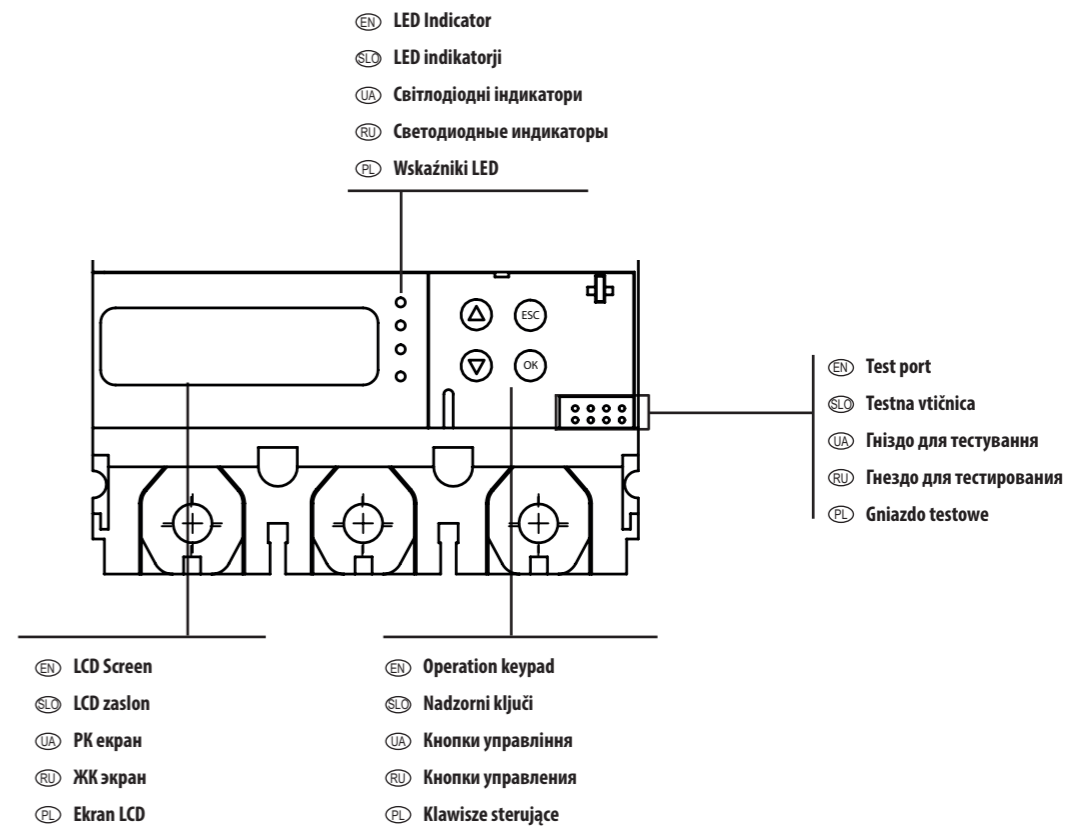 EN LED Indicator
SLO LED indikatorji
UA Світлодіодні індикатори
RU Светодиодные индикаторы
PL Wskaźniki LED
ESC
OK
EN Test port
SLO Testna vtičnica
UA Гніздо для тестування
RU Гнездо для тестирования
PL Gniazdo testowe
EN LCD Screen
SLO LCD zaslon
UA РК екран
RU ЖК экран
PL Ekran LCD
EN Operation keypad
SLO Nadzorni ključi
UA Кнопки управління
RU Кнопки управления
PL Klawisze sterujące